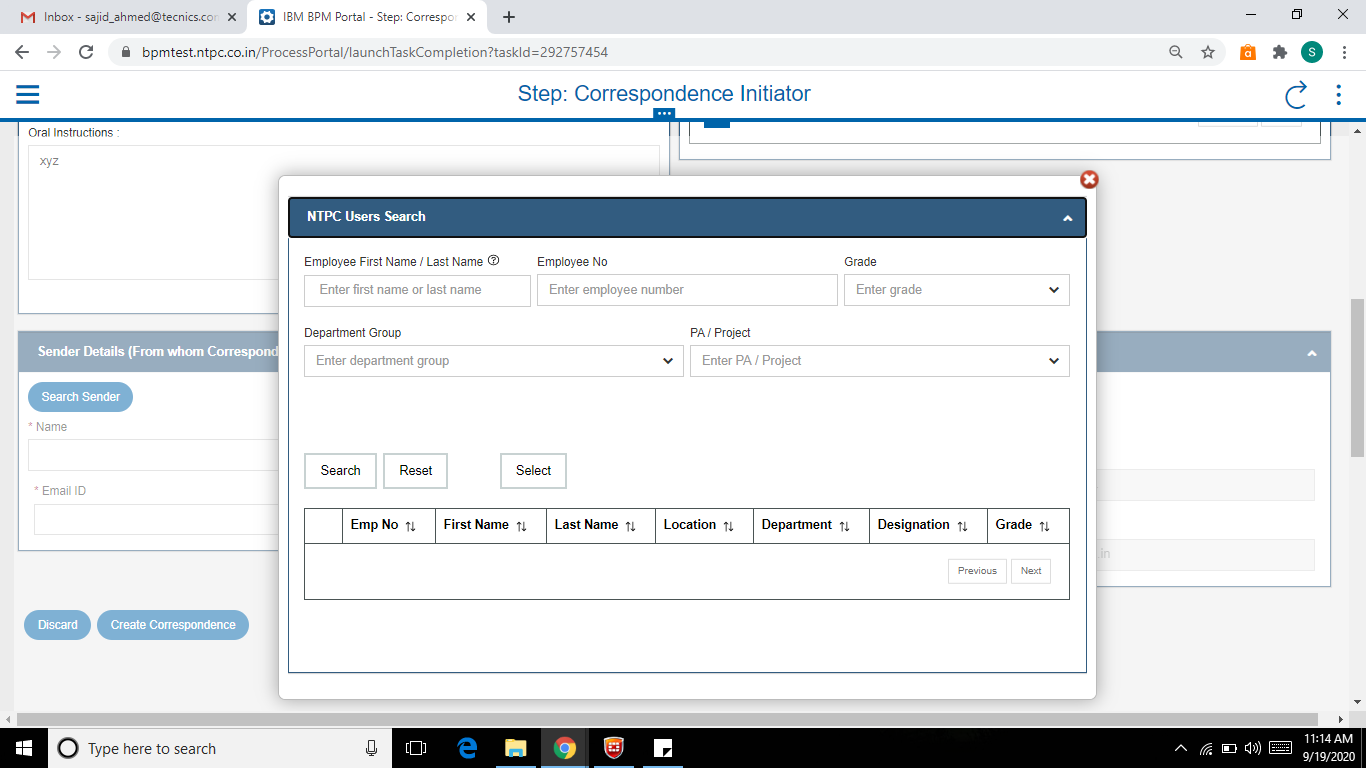 Inbox - sajid_ahmed@tecnics.con
IBM BPM Portal - Step: Correspon
bpmtest.ntpc.co.in/ProcessPortal/launchTaskCompletion?taskId=292757454
S
Step: Correspondence Initiator
Oral Instructions :
xyz
NTPC Users Search
Employee First Name / Last Name
Employee No
Grade
Enter first name or last name
Enter employee number
Enter grade
Department Group
PA / Project
Enter department group
Enter PA / Project
Sender Details (From whom Correspond
Search Sender
* Name
* Email ID
Search
Reset
Select
Emp No
First Name
Last Name
Location
Department
Designation
Grade
in
Previous
Next
Discard
Create Correspondence
Type here to search
11:14 AM
9/19/2020